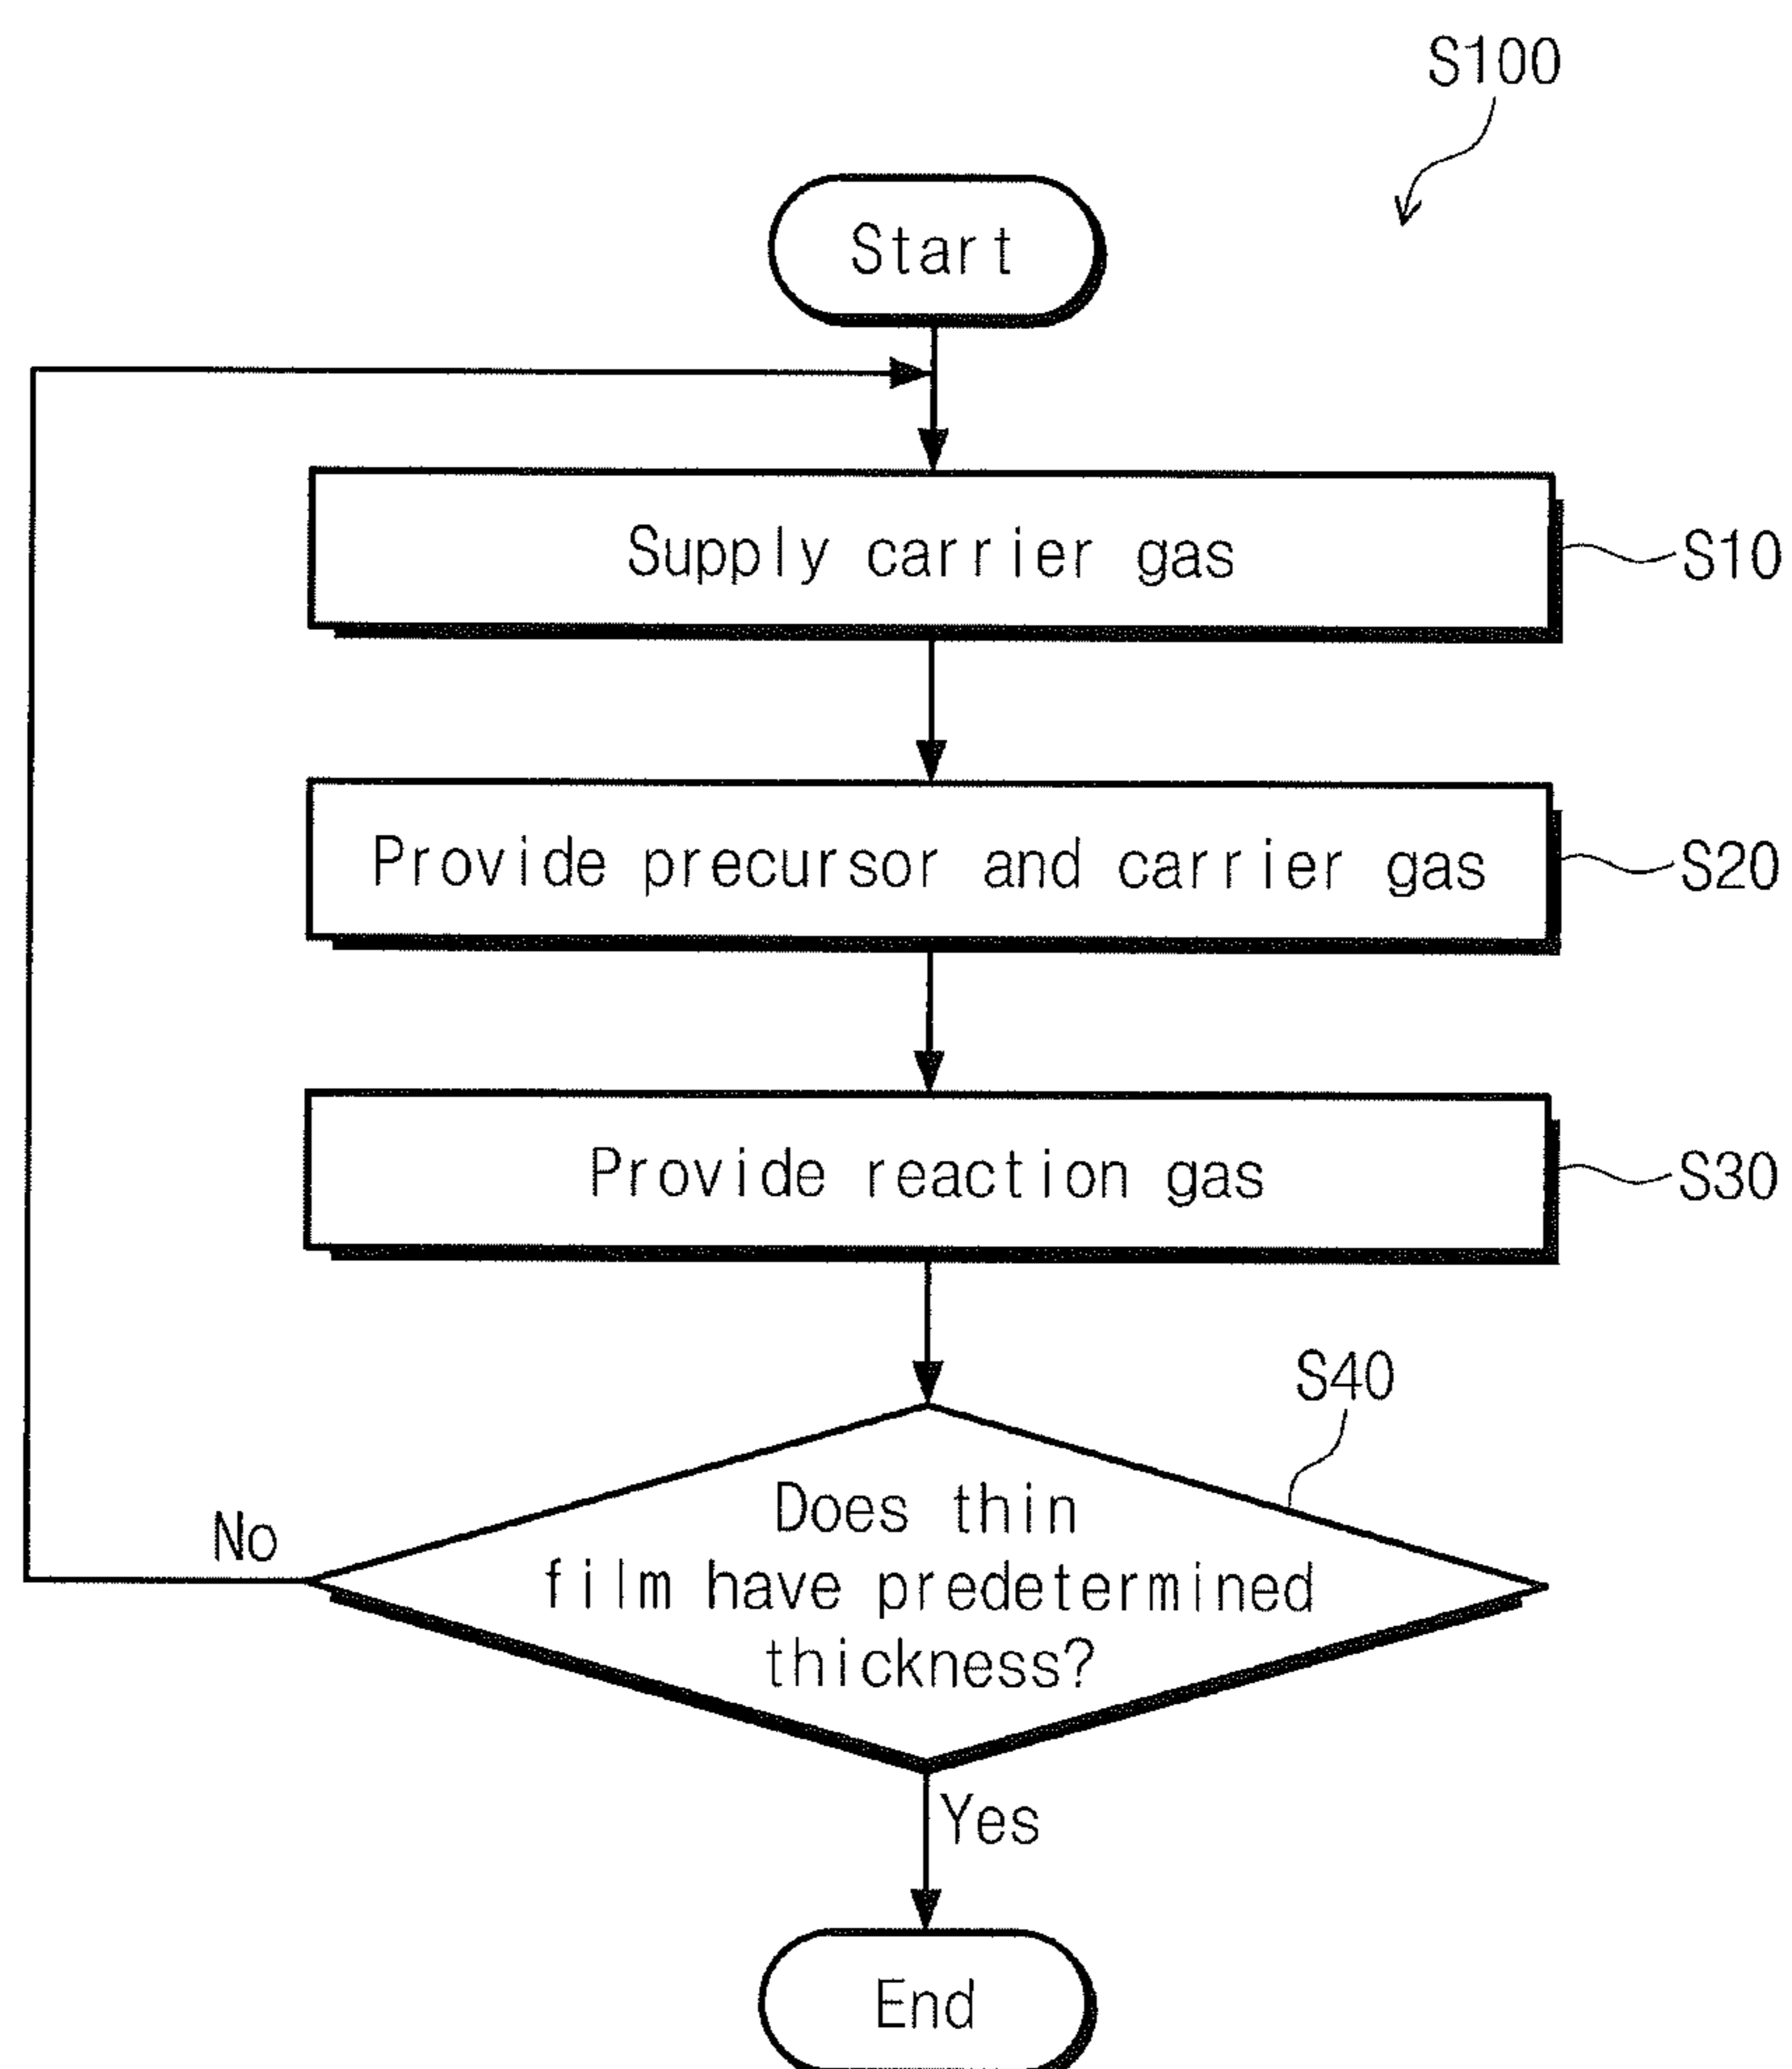 S100
Start
Supply carrier gas
S10
Provide precursor and carrier gas
S20
Provide reaction gas
S30
S40
Does thin
film have predetermined
thickness?
No
Yes
End